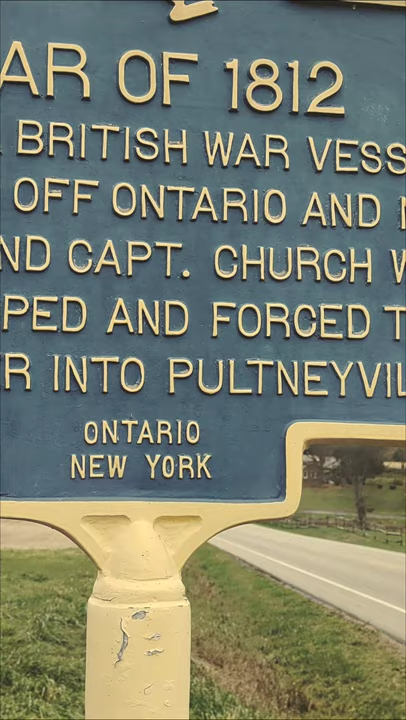 AR OF 1812
BRITISH WAR VESS
OFF ONTARIO AND
ND CAPT. CHURCH W
PED AND FORCED T
R INTO PULTNEYVIL
ONTARIO
NEW YORK